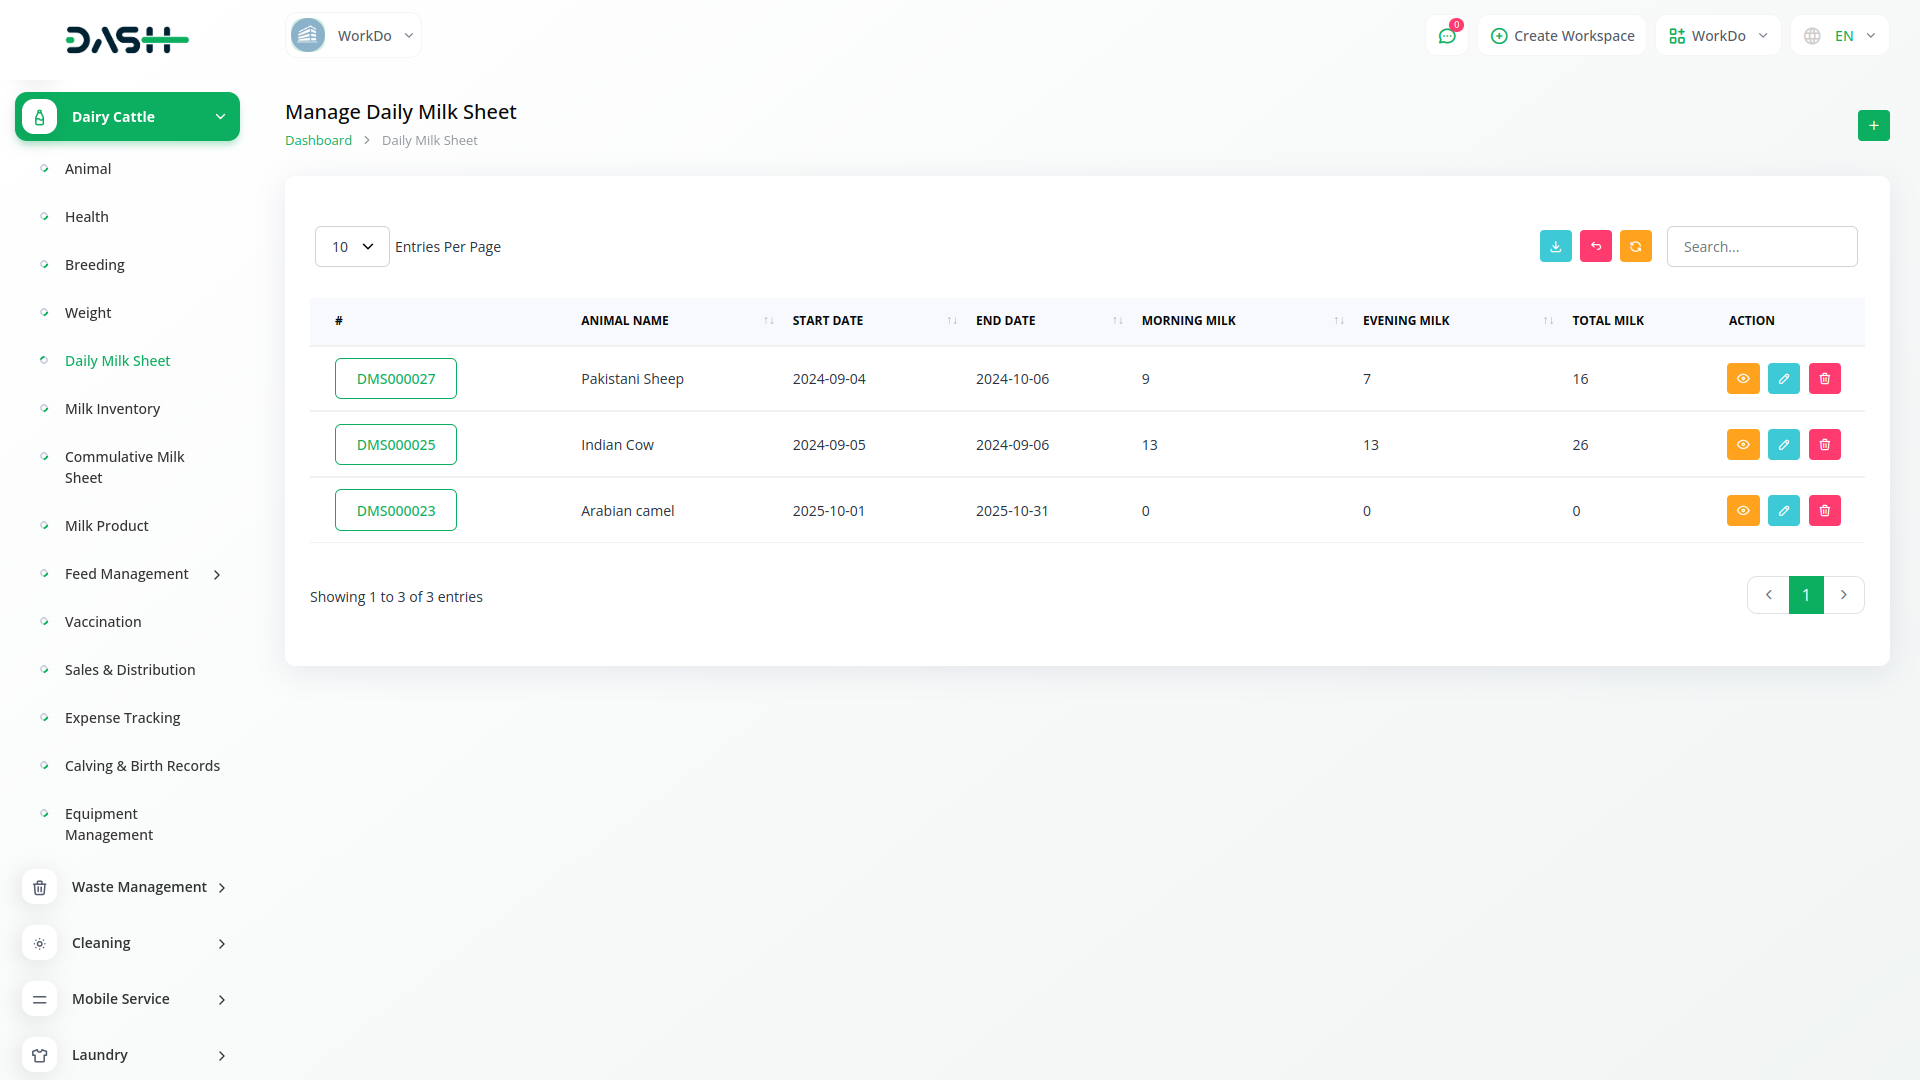 DASH
WorkDo
0
Create Workspace
WorkDo
EN
Dairy Cattle
Animal
Health
Breeding
Weight
Daily Milk Sheet
Milk Inventory
Commulative Milk
Sheet
Milk Product
Feed Management
Vaccination
Sales & Distribution
Expense Tracking
Calving & Birth Records
Equipment
Management
Waste Management
Cleaning
Mobile Service
Laundry
Manage Daily Milk Sheet
Dashboard > Daily Milk Sheet
10 Entries Per Page
Search...
# ANIMAL NAME START DATE END DATE MORNING MILK EVENING MILK TOTAL MILK ACTION
DMS000027 Pakistani Sheep 2024-09-04 2024-10-06 9 7 16
DMS000025 Indian Cow 2024-09-05 2024-09-06 13 13 26
DMS000023 Arabian camel 2025-10-01 2025-10-31 0 0 0
Showing 1 to 3 of 3 entries
1